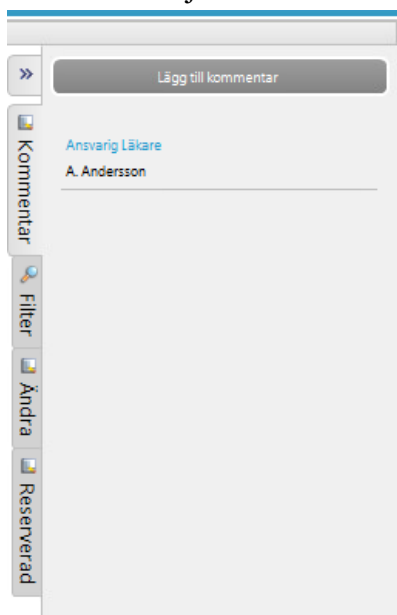 »
Lägg till kommentar
Ansvarig Läkare
A. Andersson
Kommentar
Filter
Ändra
Reserverad